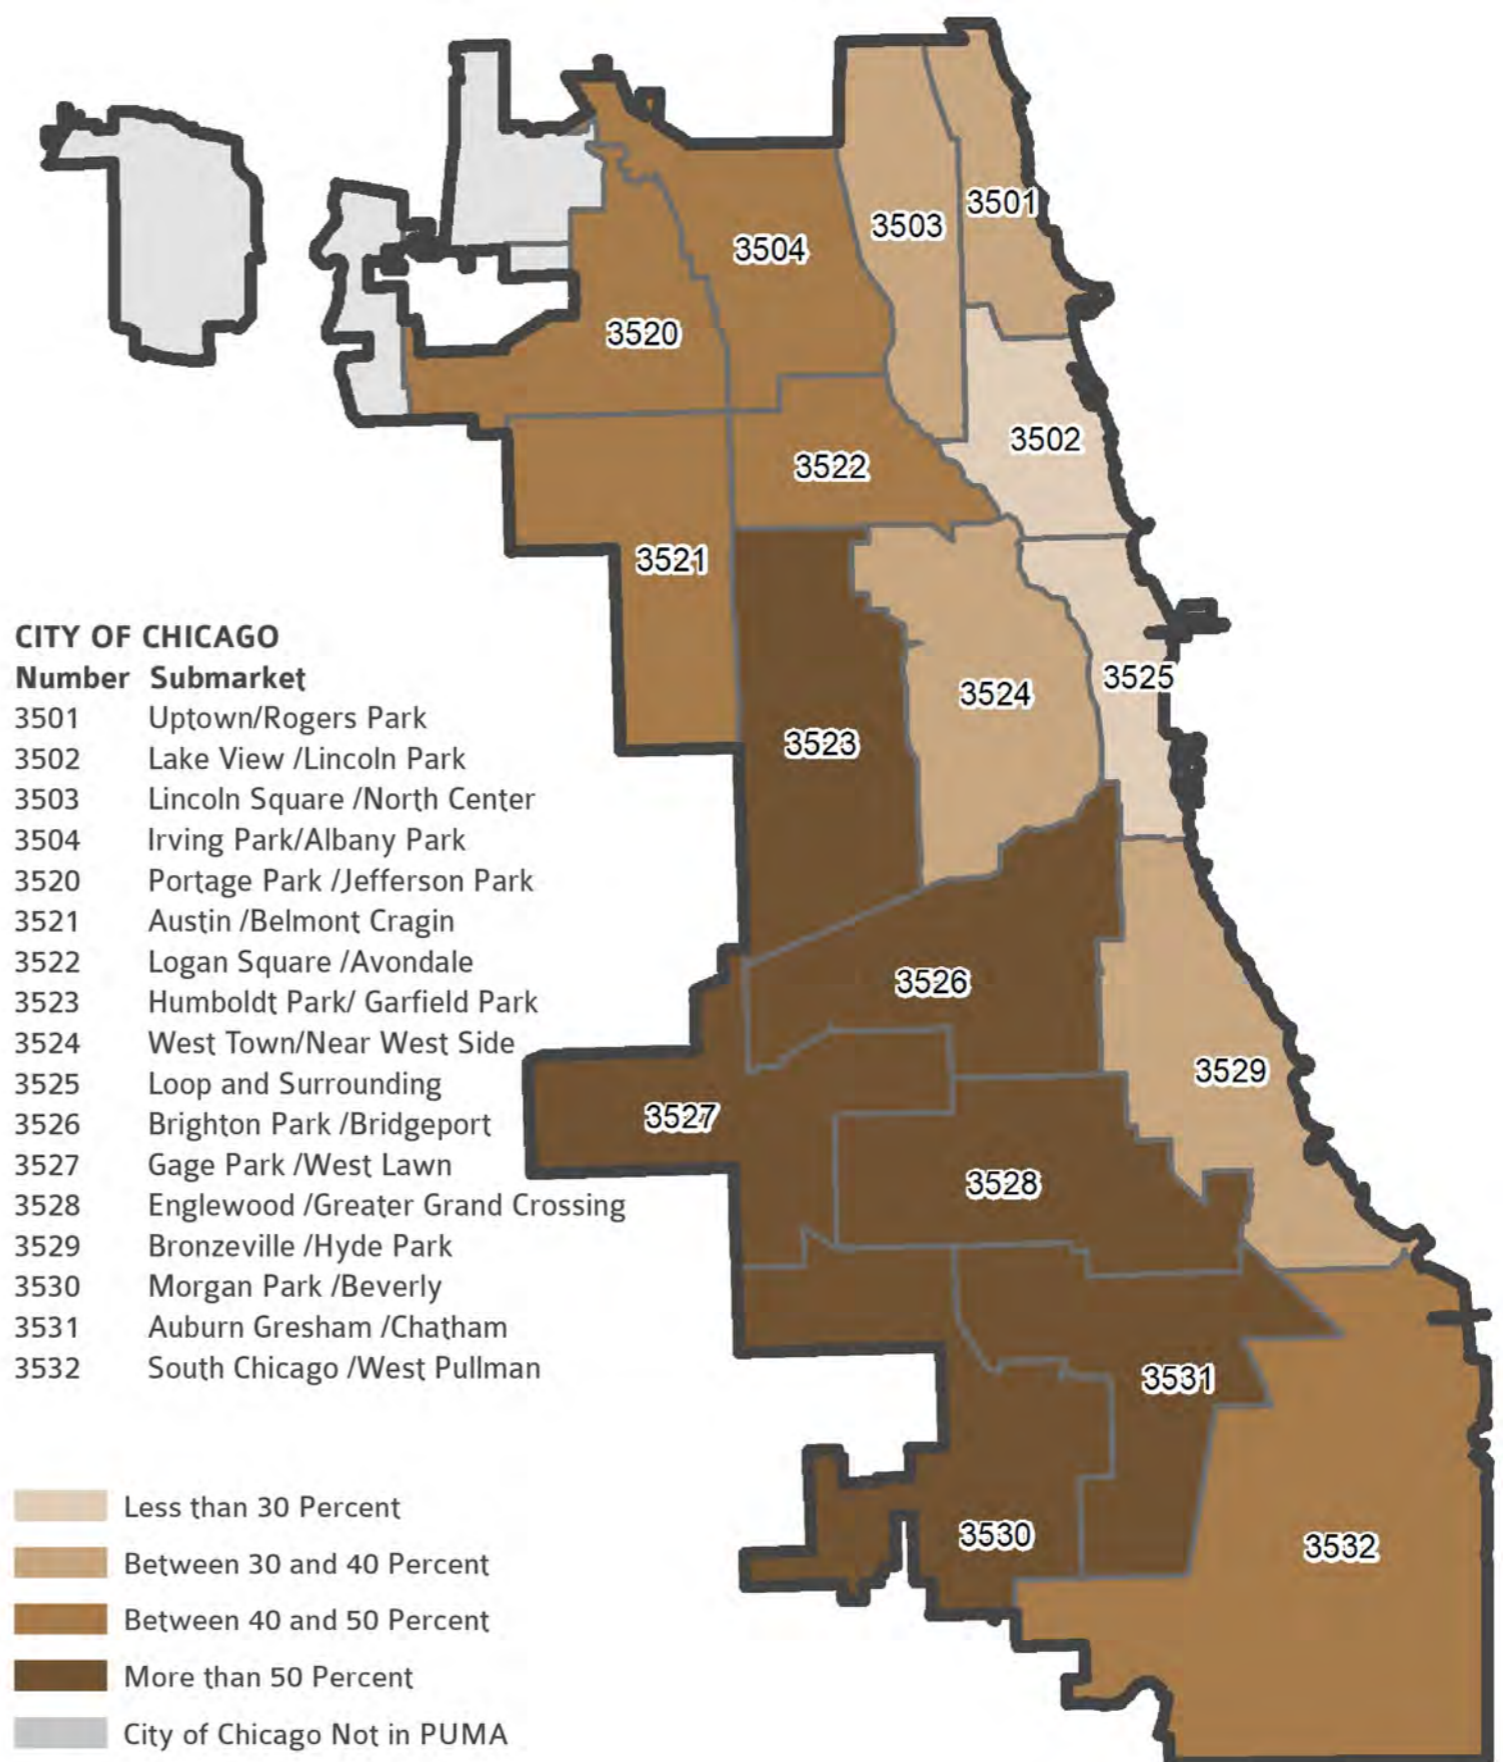 3501
3503
3504
3520
3502
3522
3521
CITY OF CHICAGO
Number Submarket
3501 Uptown/Rogers Park
3502 Lake View /Lincoln Park
3503 Lincoln Square /North Center
3504 Irving Park/Albany Park
3520 Portage Park /Jefferson Park
3521 Austin /Belmont Cragin
3522 Logan Square /Avondale
3523 Humboldt Park/ Garfield Park
3524 West Town/Near West Side
3525 Loop and Surrounding
3526 Brighton Park /Bridgeport
3527 Gage Park /West Lawn
3528 Englewood /Greater Grand Crossing
3529 Bronzeville /Hyde Park
3530 Morgan Park /Beverly
3531 Auburn Gresham /Chatham
3532 South Chicago /West Pullman
3525
3524
3523
3526
3529
3527
3528
3531
3530
3532
Less than 30 Percent
Between 30 and 40 Percent
Between 40 and 50 Percent
More than 50 Percent
City of Chicago Not in PUMA